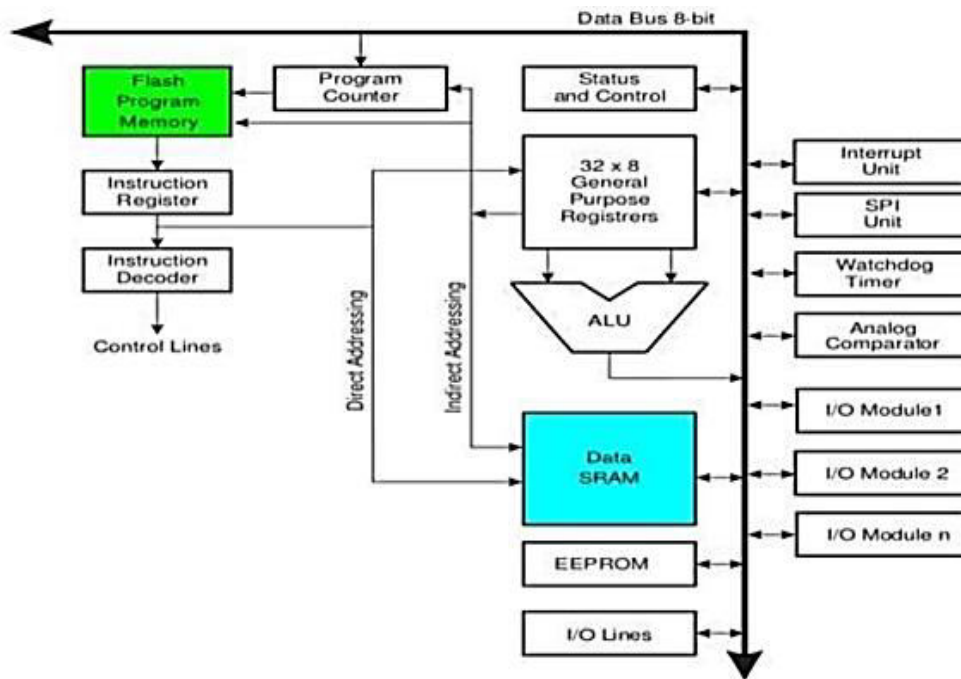 Data Bus 8-bit
Flash
Program
Memory
Program
Counter
Status
and Control
32 x 8
General
Purpose
Registrers
Interrupt
Unit
SPI
Unit
Instruction
Register
Instruction
Decoder
Watchdog
Timer
ALU
Analog
Comparator
Control Lines
Direct Addressing
Indirect Addressing
I/O Module1
Data
SRAM
I/O Module 2
I/O Module n
EEPROM
I/O Lines